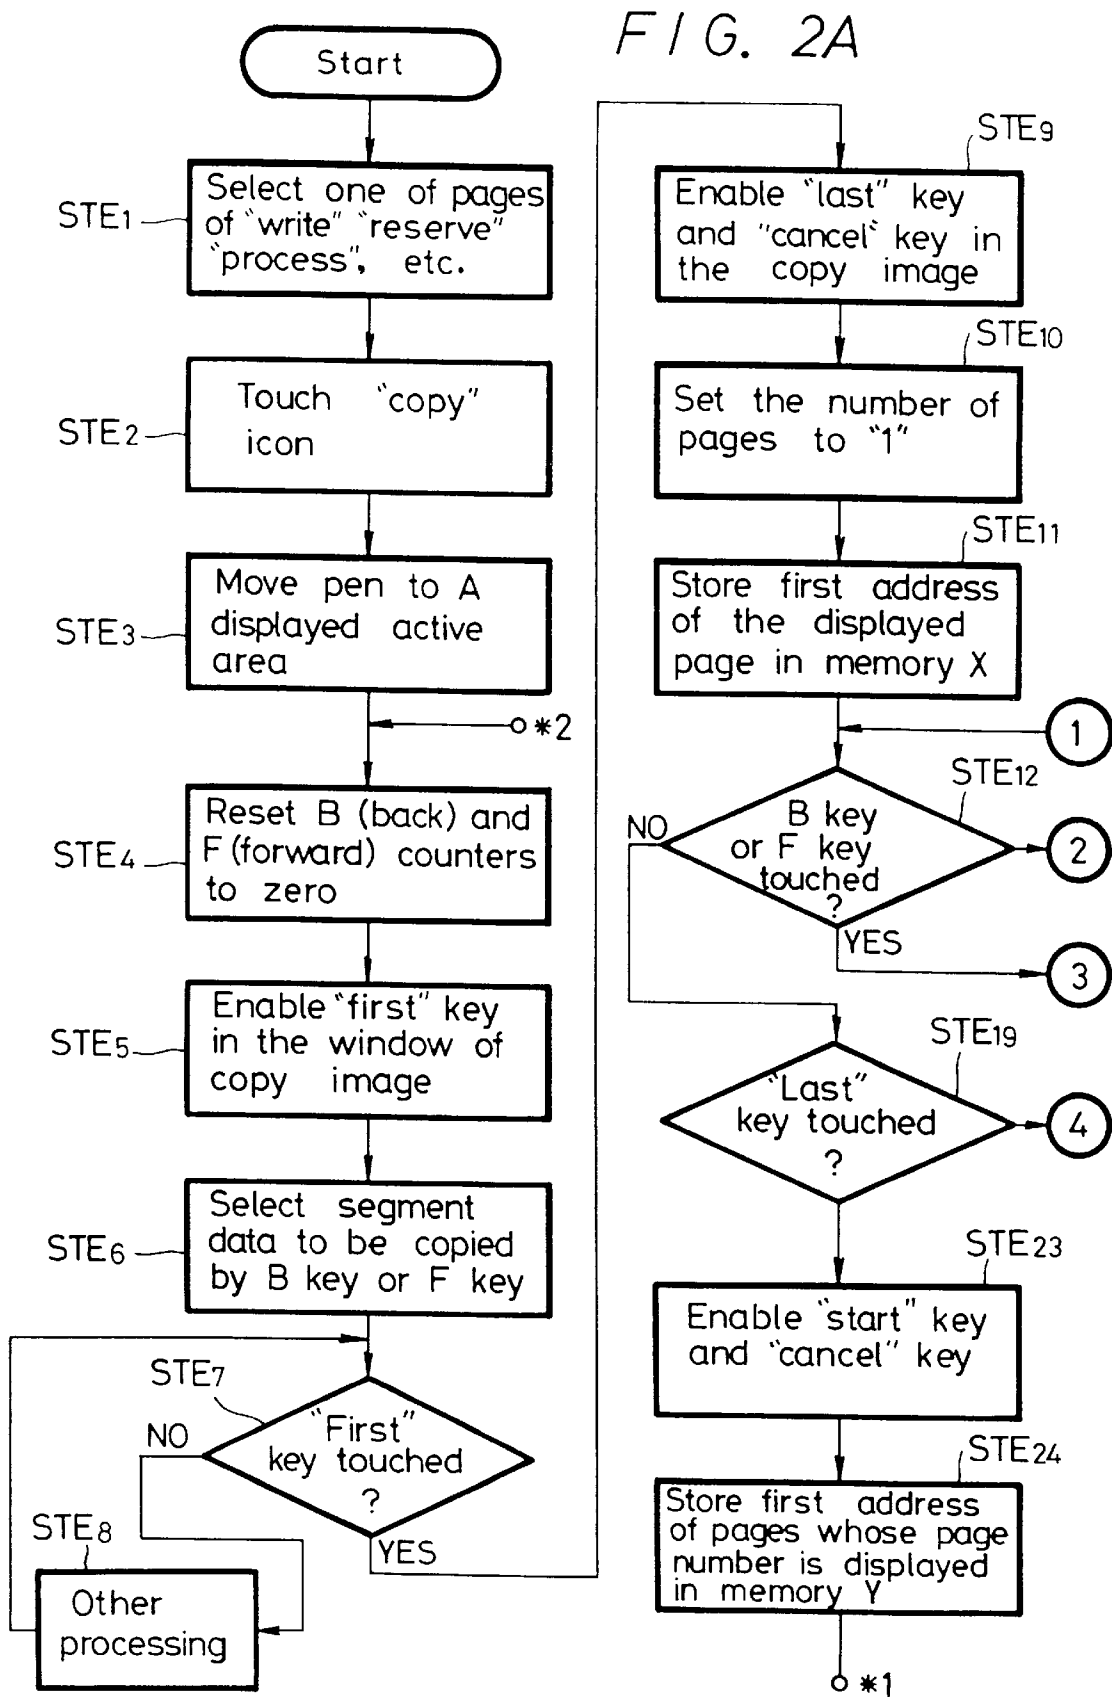 FIG. 2A
Start
STE1
Select one of pages
of "write" "reserve"
"process", etc.
STE2
Touch "copy"
icon
STE3
Move pen to A
displayed active
area
*2
STE4
Reset B (back) and
F (forward) counters
to zero
STE5
Enable "first" key
in the window of
copy image
STE6
Select segment
data to be copied
by B key or F key
STE7
"First"
key touched
?
NO
YES
STE8
Other
processing
STE9
Enable "last" key
and "cancel" key in
the copy image
STE10
Set the number of
pages to "1"
STE11
Store first address
of the displayed
page in memory X
1
STE12
B key
or F key
touched
?
NO
YES
2
3
STE19
"Last"
key touched
?
4
STE23
Enable "start" key
and "cancel" key
STE24
Store first address
of pages whose page
number is displayed
in memory Y
*1